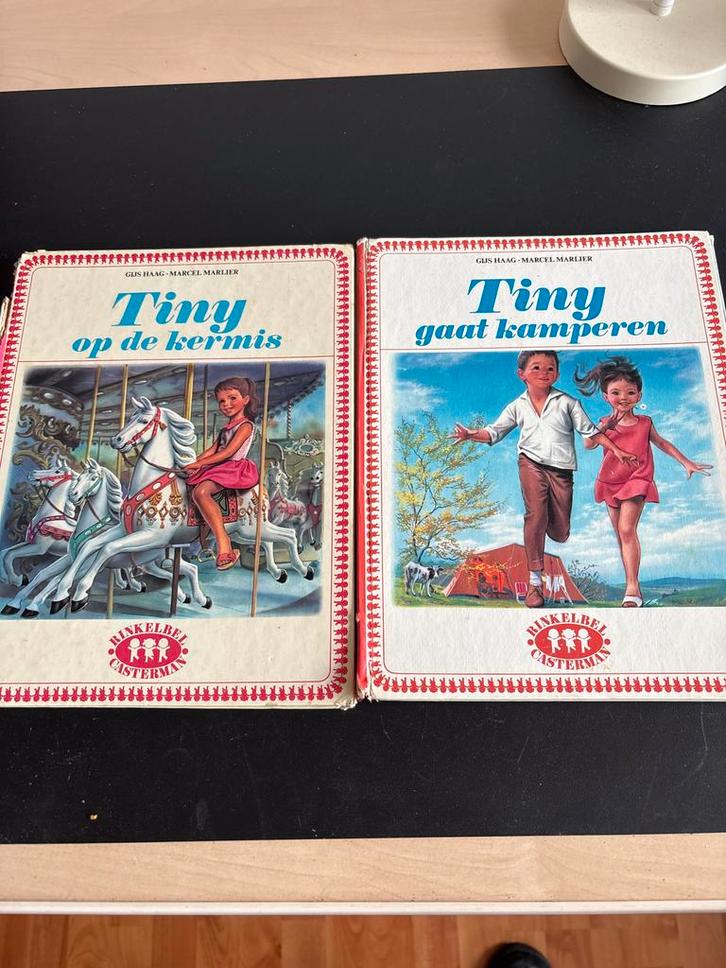 GIJS HAAG - MARCEL MARLIER
Tiny
op de kermis
RINKELBEL
CASTERMAN
GIJS HAAG - MARCEL MARLIER
Tiny
gaat kamperen
RINKELBEL
CASTERMAN